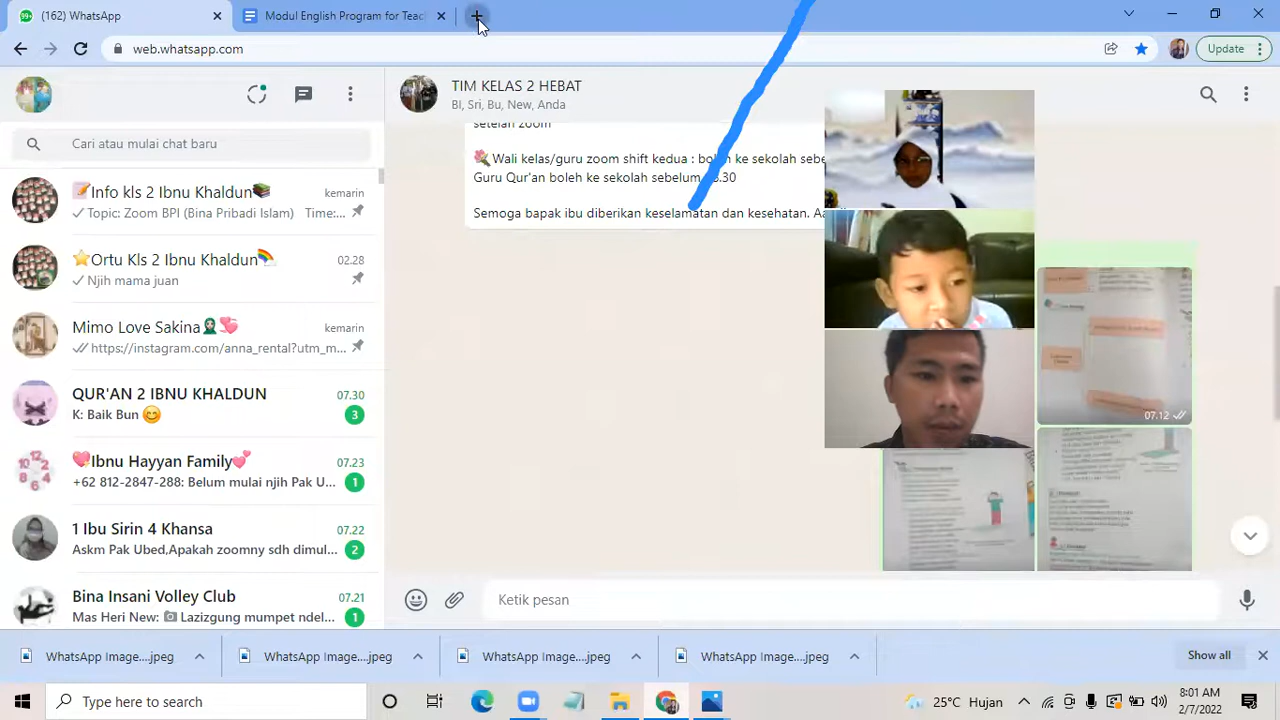 99+
(162) WhatsApp
Modul English Program for Teac
web.whatsapp.com
Update
TIM KELAS 2 HEBAT
BI, Sri, Bu, New, Anda
Cari atau mulai chat baru
Info kls 2 Ibnu Khaldun
kemarin
Topic: Zoom BPI (Bina Pribadi Islam) Time:...
Ortu Kls 2 Ibnu Khaldun
02.28
Njih mama juan
Mimo Love Sakina
kemarin
https://instagram.com/anna_rental?utm_m...
QUR'AN 2 IBNU KHALDUN
07.30
K: Baik Bun
3
Ibnu Hayyan Family
07.23
+62 812-2847-288: Belum mulai njih Pak U...
1
1 Ibu Sirin 4 Khansa
07.22
Askm Pak Ubed,Apakah zoomny sdh dimul...
2
Bina Insani Volley Club
07.21
Mas Heri New: Lazizgung mumpet ndel...
1
setelah zoom
Wali kelas/guru zoom shift kedua : boleh ke sekolah sebe
Guru Qur'an boleh ke sekolah sebelum 30
Semoga bapak ibu diberikan keselamatan dan kesehatan.
07.12
Ketik pesan
WhatsApp Image....jpeg
WhatsApp Image....jpeg
WhatsApp Image....jpeg
WhatsApp Image....jpeg
Show all
Type here to search
25°C Hujan
8:01 AM
2/7/2022